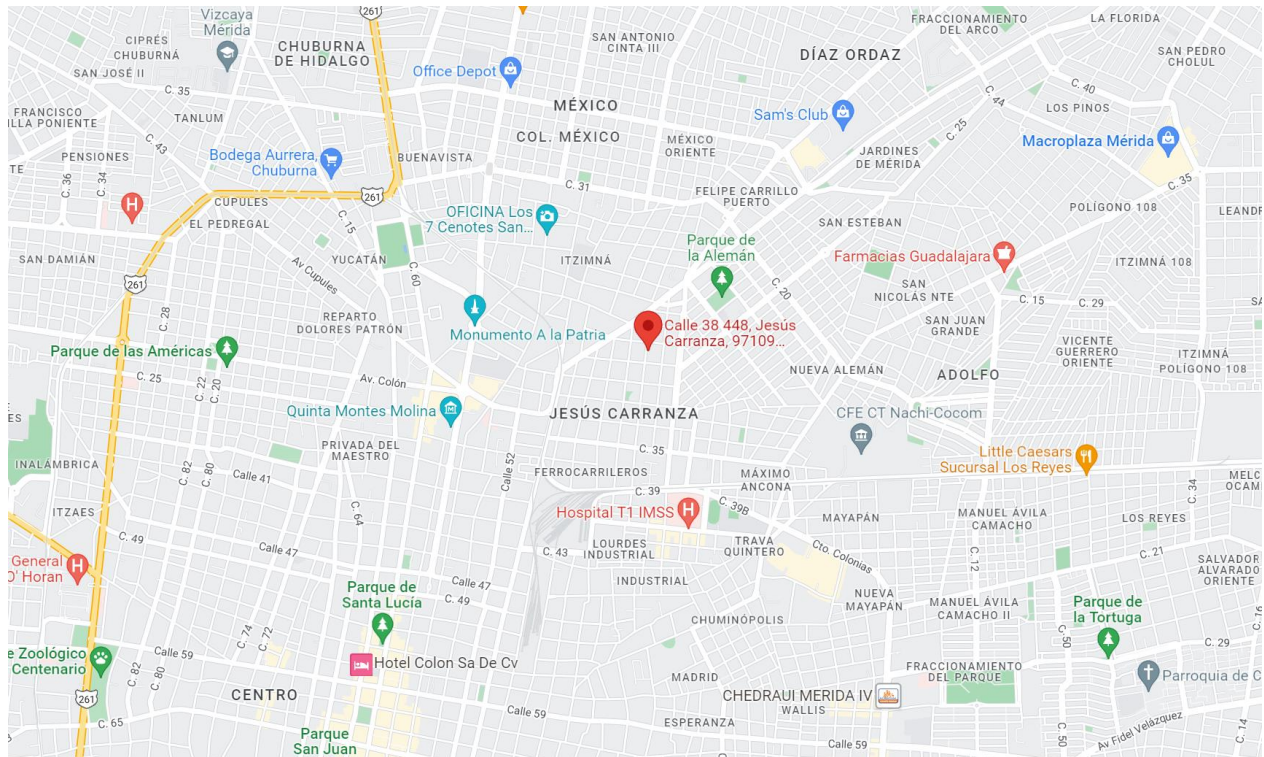 261
Vizcaya
Mérida
CIPRÉS
CHUBURNÁ
CHUBURNA
DE HIDALGO
SAN ANTONIO
CINTA III
FRACCIONAMIENTO
DEL ARCO
LA FLORIDA
DÍAZ ORDAZ
SAN PEDRO
CHOLUL
SAN JOSÉ II
Office Depot
C. 35
MÉXICO
C. 44
C. 40
LOS PINOS
FRANCISCO
ILLA PONIENTE
TANLUM
Sam's Club
COL. MÉXICO
C. 43
C. 25
MÉXICO
ORIENTE
Macroplaza Mérida
PENSIONES
Bodega Aurrera,
Chuburna
BUENAVISTA
JARDINES
DE MÉRIDA
TE
C. 36
C. 34
C. 31
C. 35
261
CUPULES
FELIPE CARRILLO
PUERTO
H
EL PEDREGAL
C. 15
OFICINA Los
7 Cenotes San...
SAN ESTEBAN
POLÍGONO 108
LEANDR
Parque de
la Alemán
SAN DAMIÁN
Av Cupules
YUCATÁN
C. 60
ITZIMNÁ
Farmacias Guadalajara
ITZIMNÁ 108
261
C. 20
SAN
NICOLÁS NTE
C. 15
C. 29
SA
C. 28
REPARTO
DOLORES PATRÓN
Monumento A la Patria
Calle 38 448, Jesús
Carranza, 97109...
SAN JUAN
GRANDE
VICENTE
GUERRERO
ORIENTE
Parque de las Américas
ITZIMNÁ
POLÍGONO 108
C. 25
C. 22
C. 20
Av. Colón
NUEVA ALEMÁN
ADOLFO
Quinta Montes Molina
JESÚS CARRANZA
CFE CT Nachi-Cocom
ES
PRIVADA DEL
MAESTRO
C. 35
Little Caesars
Sucursal Los Reyes
INALÁMBRICA
C. 82
C. 80
Calle 41
Calle 52
FERROCARRILEROS
MÁXIMO
ANCONA
MELC
OCAM
C. 34
C. 39
ITZAES
C. 64
Hospital T1 IMSS
H
C. 39B
MAYAPÁN
MANUEL ÁVILA
CAMACHO
LOS REYES
C. 49
Calle 47
C. 43
LOURDES
INDUSTRIAL
TRAVA
QUINTERO
Cto. Colonias
C. 12
C. 21
General
O' Horan
H
SALVADOR
ALVARADO
ORIENTE
Parque de
Santa Lucía
Calle 47
C. 49
INDUSTRIAL
NUEVA
MAYAPÁN
MANUEL ÁVILA
CAMACHO II
Parque de
la Tortuga
C. 16
CHUMINÓPOLIS
C. 74
C. 72
C. 50
C. 29
e Zoológico
Centenario
Calle 59
C. 82
C. 80
Hotel Colon Sa De Cv
MADRID
FRACCIONAMIENTO
DEL PARQUE
Parroquia de C
261
CENTRO
CHEDRAUI MERIDA IV
WALLIS
C. 65
Calle 59
ESPERANZA
Parque
San Juan
Calle 59
C. 50
Av Fidel Velázquez
C. 14